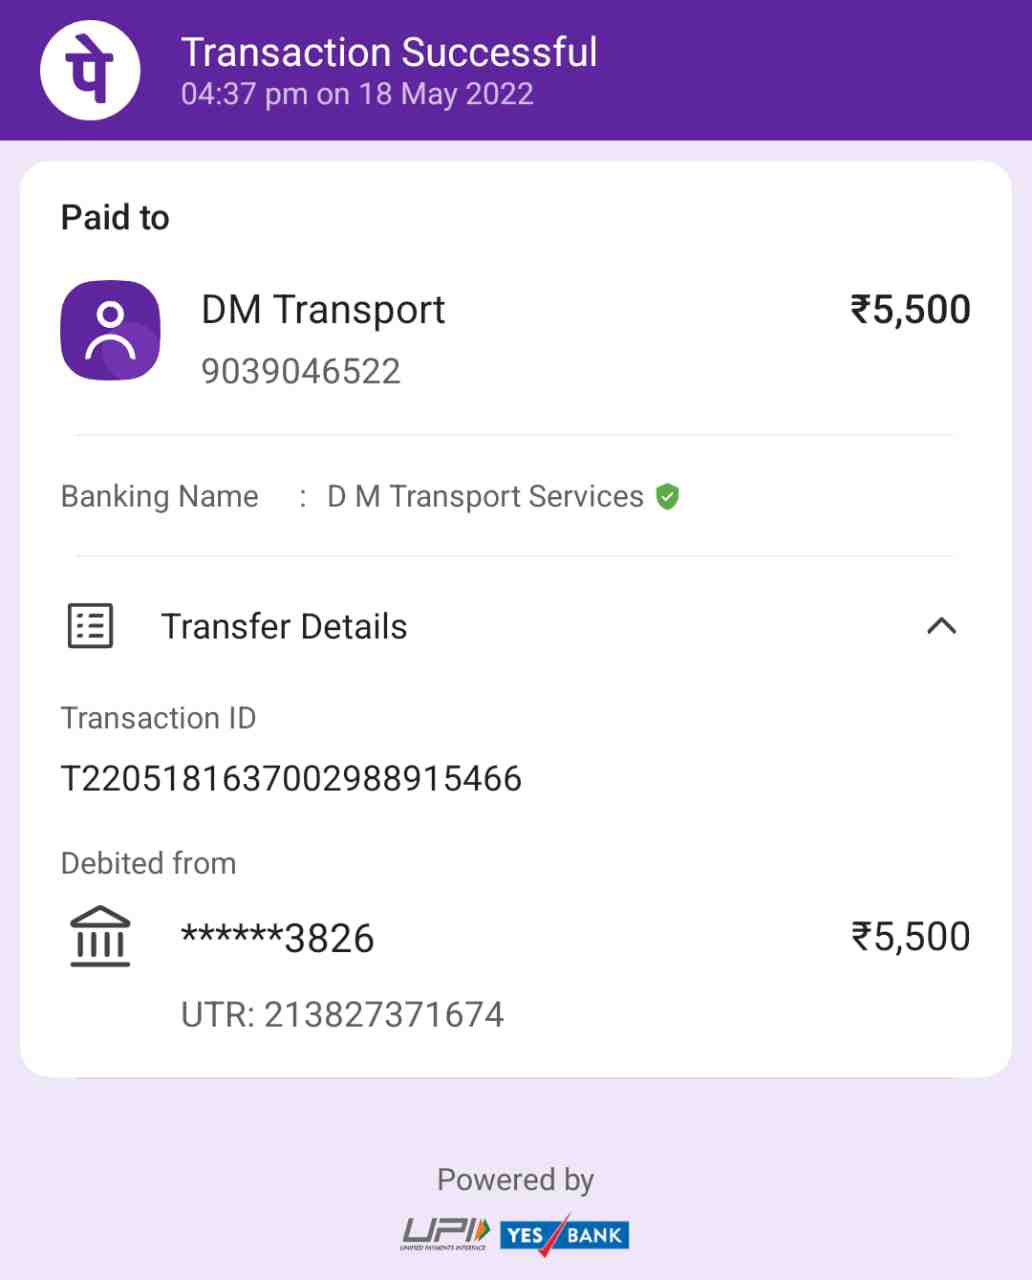 पे
Transaction Successful
04:37 pm on 18 May 2022
Paid to
DM Transport ₹5,500
9039046522
Banking Name : D M Transport Services
Transfer Details
Transaction ID
T2205181637002988915466
Debited from
******3826 ₹5,500
UTR: 213827371674
Powered by
UPI YES BANK
UNIFIED PAYMENTS INTERFACE